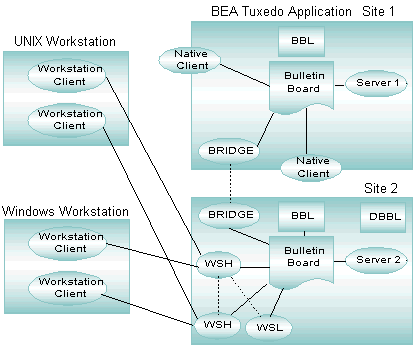 BEA Tuxedo Application Site 1
UNIX Workstation
Workstation
Client
Workstation
Client
Native
Client
BBL
Bulletin
Board
Server 1
BRIDGE
Native
Client
Site 2
Windows Workstation
Workstation
Client
Workstation
Client
BRIDGE
BBL
DBBL
WSH
Bulletin
Board
Server 2
WSH
WSL